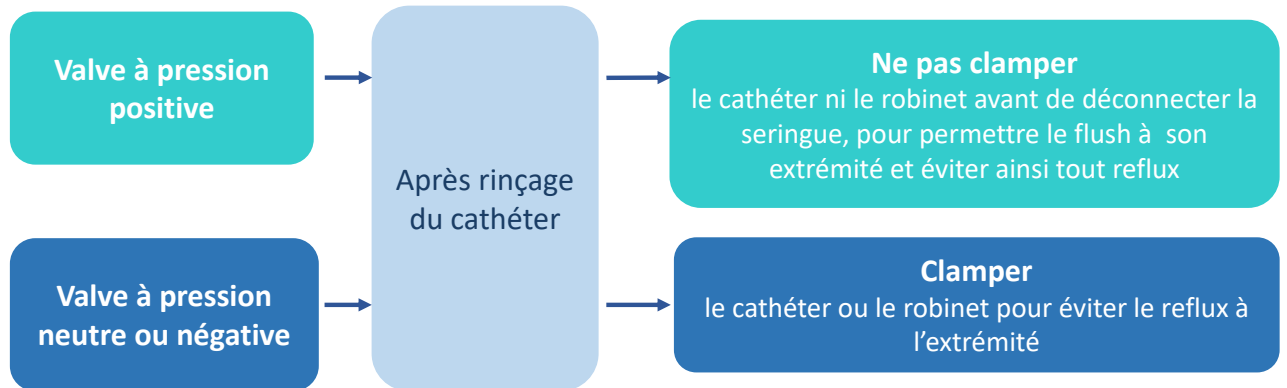 Valve à pression
positive
Après rinçage
du cathéter
Ne pas clamper
le cathéter ni le robinet avant de déconnecter la
seringue, pour permettre le flush à son
extrémité et éviter ainsi tout reflux
Valve à pression
neutre ou négative
Clamper
le cathéter ou le robinet pour éviter le reflux à
l’extrémité